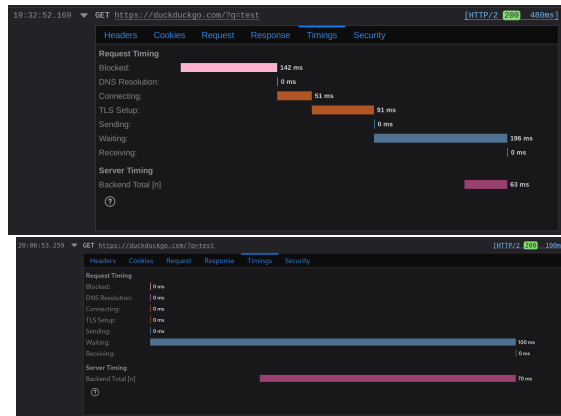 19:32:52.169 GET https://duckduckgo.com/?q=test [HTTP/2 200 480ms]
Headers Cookies Request Response Timings Security
Request Timing
Blocked: 142 ms
DNS Resolution: 0 ms
Connecting: 51 ms
TLS Setup: 91 ms
Sending: 0 ms
Waiting: 196 ms
Receiving: 0 ms
Server Timing
Backend Total [n] 63 ms
?
20:06:53.259 GET https://duckduckgo.com/?q=test [HTTP/2 200 100m
Headers Cookies Request Response Timings Security
Request Timing
Blocked: 0 ms
DNS Resolution: 0 ms
Connecting: 0 ms
TLS Setup: 0 ms
Sending: 0 ms
Waiting: 100 ms
Receiving: 0 ms
Server Timing
Backend Total [n] 70 ms
?